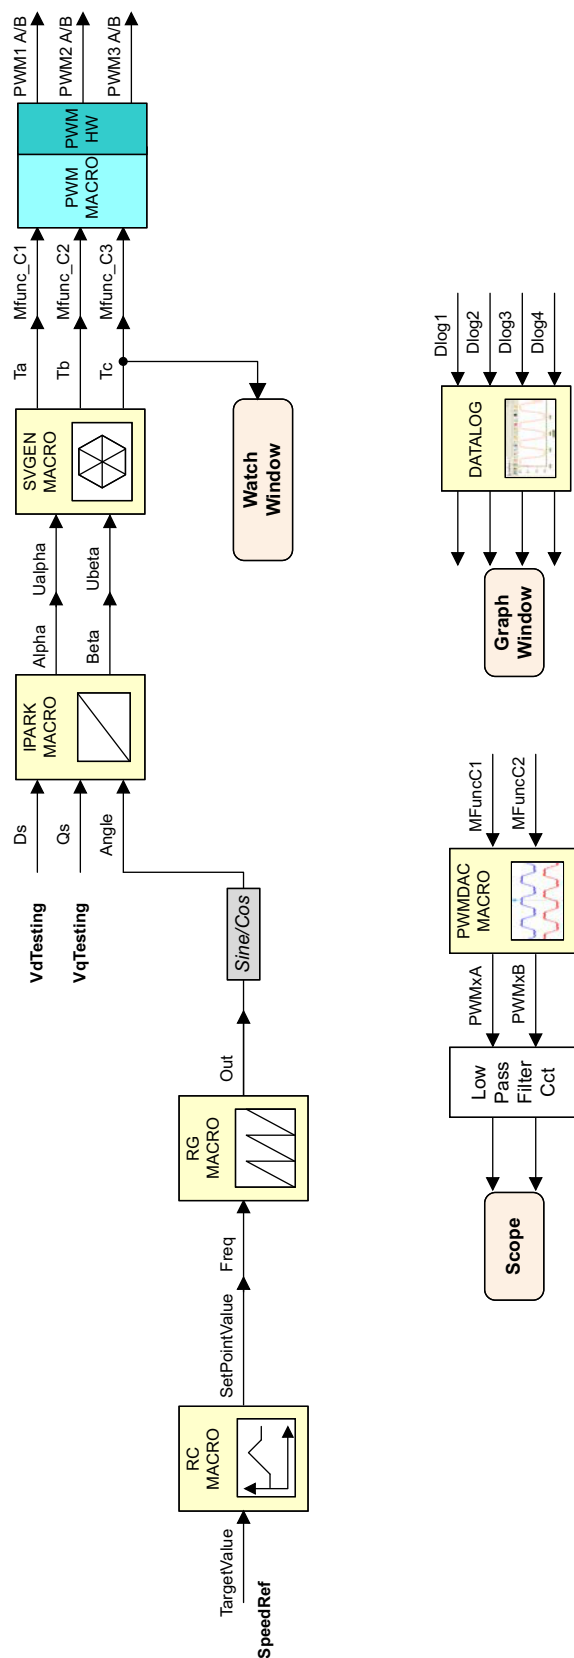 SpeedRef
TargetValue
RC
MACRO
SetPointValue
Freq
RG
MACRO
Out
Sine/Cos
VdTesting
VqTesting
Ds
Qs
Angle
IPARK
MACRO
Alpha
Beta
Ualpha
Ubeta
SVGEN
MACRO
Ta
Tb
Tc
Mfunc_C1
Mfunc_C2
Mfunc_C3
PWM
MACRO
PWM
HW
PWM1 A/B
PWM2 A/B
PWM3 A/B
Watch
Window
Scope
Low
Pass
Filter
Cct
PWMxA
PWMxB
PWMDAC
MACRO
MFuncC1
MFuncC2
Graph
Window
DATALOG
Dlog1
Dlog2
Dlog3
Dlog4